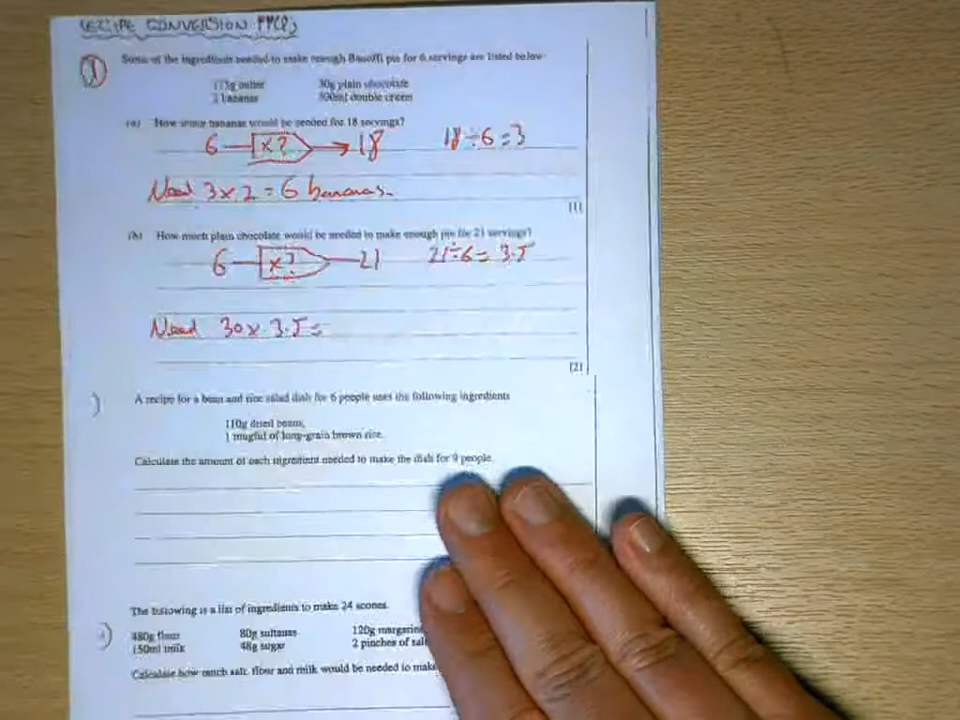 RECIPE CONVERSION PPQs
1
Some of the ingredients needed to make enough Banoffi pie for 6 servings are listed below
175g butter 30g plain chocolate
2 bananas 300ml double cream
(a) How many bananas would be needed for 18 servings?
6 x? 18 18÷6=3
Need 3x2=6 bananas.
[1]
(b) How much plain chocolate would be needed to make enough pie for 21 servings?
6 x? 21 21÷6= 3.5
Need 30x 3.5=
[2]
A recipe for a bean and rice salad dish for 6 people uses the following ingredients
110g dried beans,
1 mugful of long-grain brown rice.
Calculate the amount of each ingredient needed to make the dish for 9 people.
The following is a list of ingredients to make 24 scones.
480g flour 80g sultanas 120g margarine
150ml milk 48g sugar 2 pinches of salt
Calculate how much salt, flour and milk would be needed to make